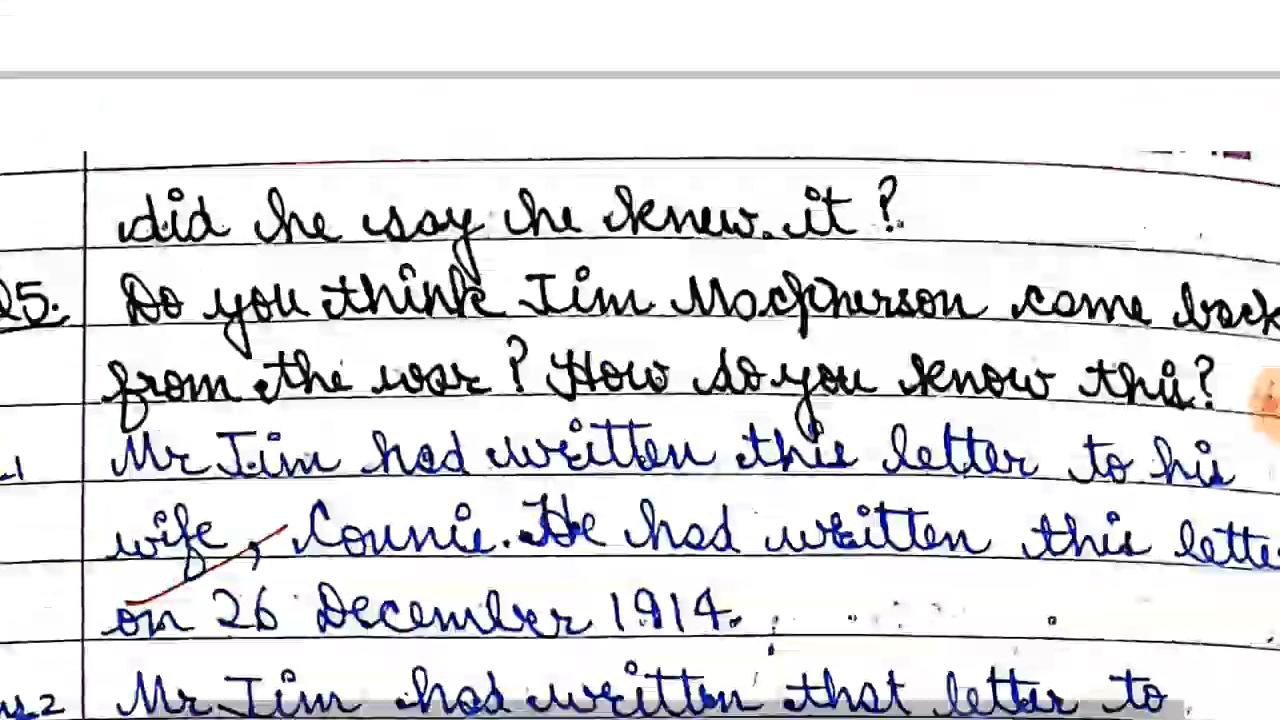 did he say he knew it?
Q5. Do you think Jim Macpherson came back
from the war? How do you know this?
Mr Jim had written this letter to his
wife, Connie. He had written this lette
on 26 December 1914.
Mr Jim had written that letter to